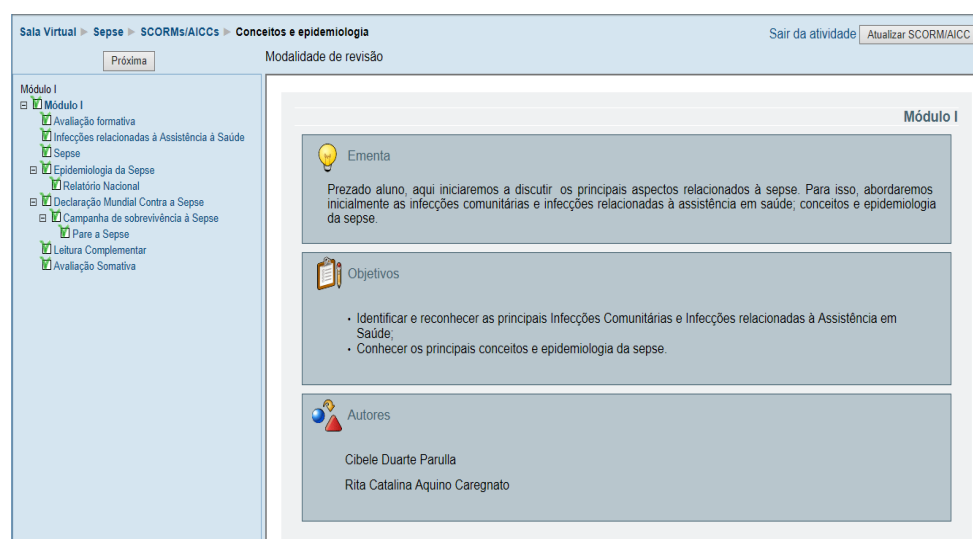 Sala Virtual ► Sepse ► SCORMs/AICCs ► Conceitos e epidemiologia
Sair da atividade Atualizar SCORM/AICC
Próxima
Modalidade de revisão
Módulo I
Módulo I
Avaliação formativa
Infecções relacionadas à Assistência à Saúde
Sepse
Epidemiologia da Sepse
Relatório Nacional
Declaração Mundial Contra a Sepse
Campanha de sobrevivência à Sepse
Pare a Sepse
Leitura Complementar
Avaliação Somativa
Módulo I
Ementa
Prezado aluno, aqui iniciaremos a discutir os principais aspectos relacionados à sepse. Para isso, abordaremos
inicialmente as infecções comunitárias e infecções relacionadas à assistência em saúde; conceitos e epidemiologia
da sepse.
Objetivos
• Identificar e reconhecer as principais Infecções Comunitárias e Infecções relacionadas à Assistência em
Saúde;
• Conhecer os principais conceitos e epidemiologia da sepse.
Autores
Cibele Duarte Parulla
Rita Catalina Aquino Caregnato